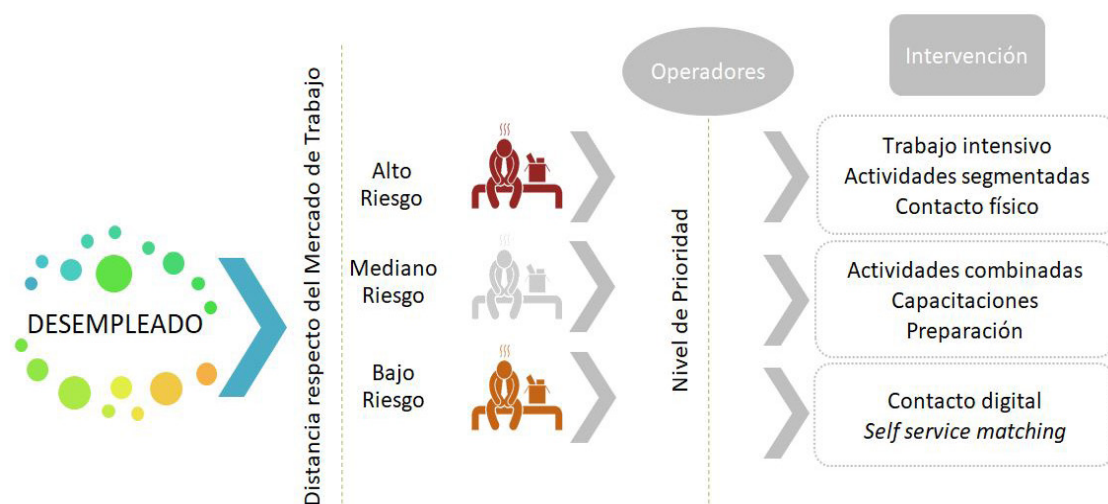 DESEMPLEADO
Distancia respecto del Mercado de Trabajo
Alto
Riesgo
Mediano
Riesgo
Bajo
Riesgo
Operadores
Nivel de Prioridad
Intervención
Trabajo intensivo
Actividades segmentadas
Contacto físico
Actividades combinadas
Capacitaciones
Preparación
Contacto digital
Self service matching